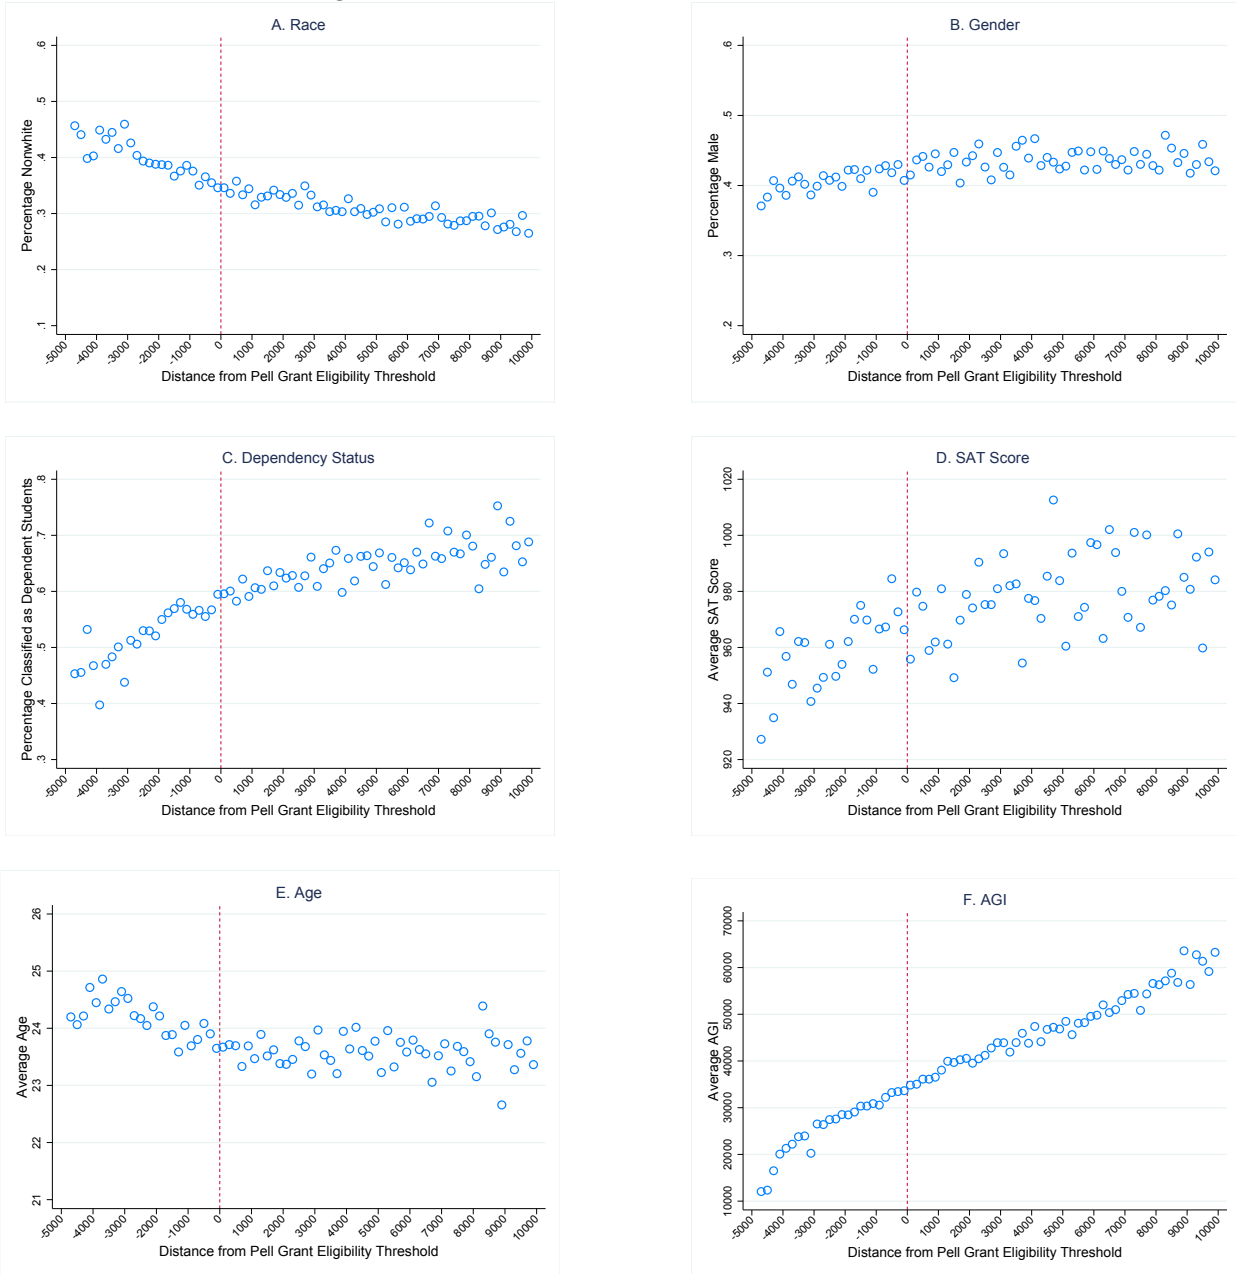 A. Race
Percentage Nonwhite
.6
.5
.4
.3
.2
.1
-5000 -4000 -3000 -2000 -1000 0 1000 2000 3000 4000 5000 6000 7000 8000 9000 10000
Distance from Pell Grant Eligibility Threshold
B. Gender
Percentage Male
.6
.5
.4
.3
.2
-5000 -4000 -3000 -2000 -1000 0 1000 2000 3000 4000 5000 6000 7000 8000 9000 10000
Distance from Pell Grant Eligibility Threshold
C. Dependency Status
Percentage Classified as Dependent Students
.8
.7
.6
.5
.4
.3
-5000 -4000 -3000 -2000 -1000 0 1000 2000 3000 4000 5000 6000 7000 8000 9000 10000
Distance from Pell Grant Eligibility Threshold
D. SAT Score
Average SAT Score
1020
1000
980
960
940
920
-5000 -4000 -3000 -2000 -1000 0 1000 2000 3000 4000 5000 6000 7000 8000 9000 10000
Distance from Pell Grant Eligibility Threshold
E. Age
Average Age
26
25
24
23
22
21
-5000 -4000 -3000 -2000 -1000 0 1000 2000 3000 4000 5000 6000 7000 8000 9000 10000
Distance from Pell Grant Eligibility Threshold
F. AGI
Average AGI
70000
60000
50000
40000
30000
20000
10000
-5000 -4000 -3000 -2000 -1000 0 1000 2000 3000 4000 5000 6000 7000 8000 9000 10000
Distance from Pell Grant Eligibility Threshold